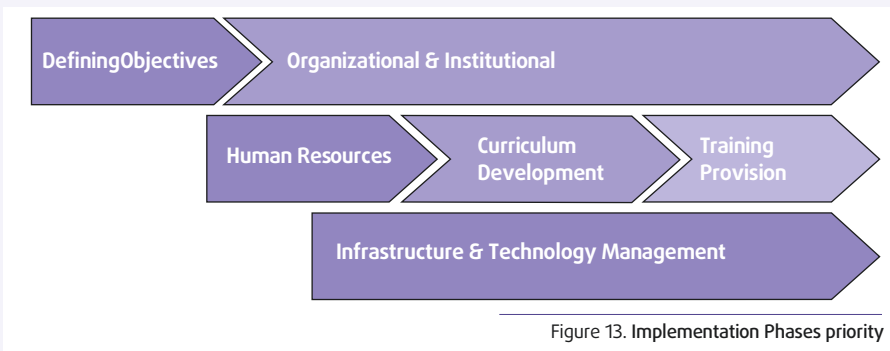 DefiningObjectives
Organizational & Institutional
Human Resources
Curriculum
Development
Training
Provision
Infrastructure & Technology Management
Figure 13. Implementation Phases priority